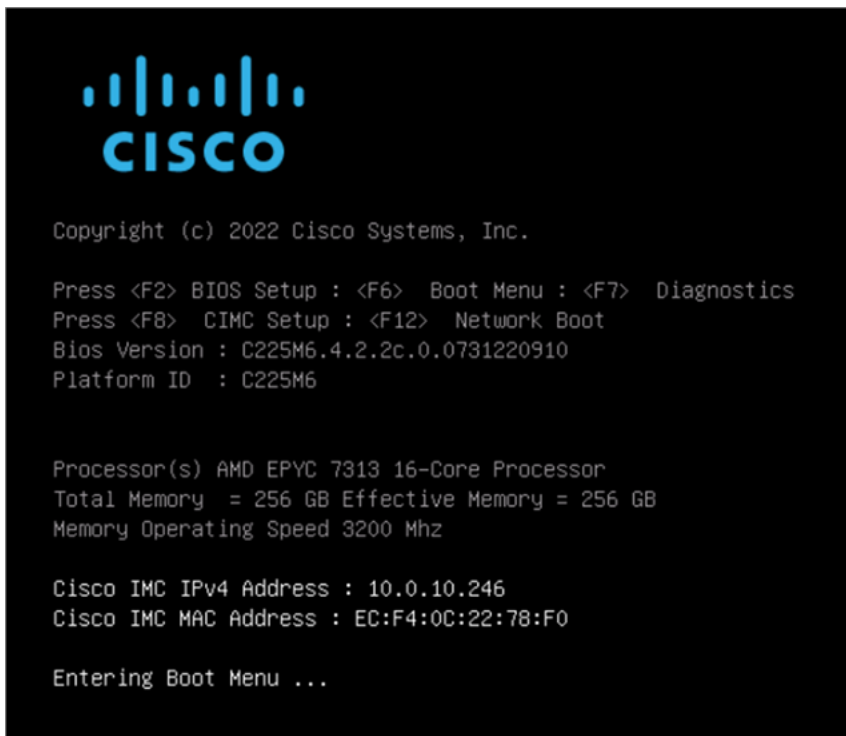 CISCO
Copyright (c) 2022 Cisco Systems, Inc.
Press <F2> BIOS Setup : <F6>  Boot Menu : <F7>  Diagnostics
Press <F8>  CIMC Setup : <F12>  Network Boot
Bios Version : C225M6.4.2.2c.0.0731220910
Platform ID  : C225M6
Processor(s) AMD EPYC 7313 16-Core Processor
Total Memory  = 256 GB Effective Memory = 256 GB
Memory Operating Speed 3200 Mhz
Cisco IMC IPv4 Address : 10.0.10.246
Cisco IMC MAC Address : EC:F4:0C:22:78:F0
Entering Boot Menu ...